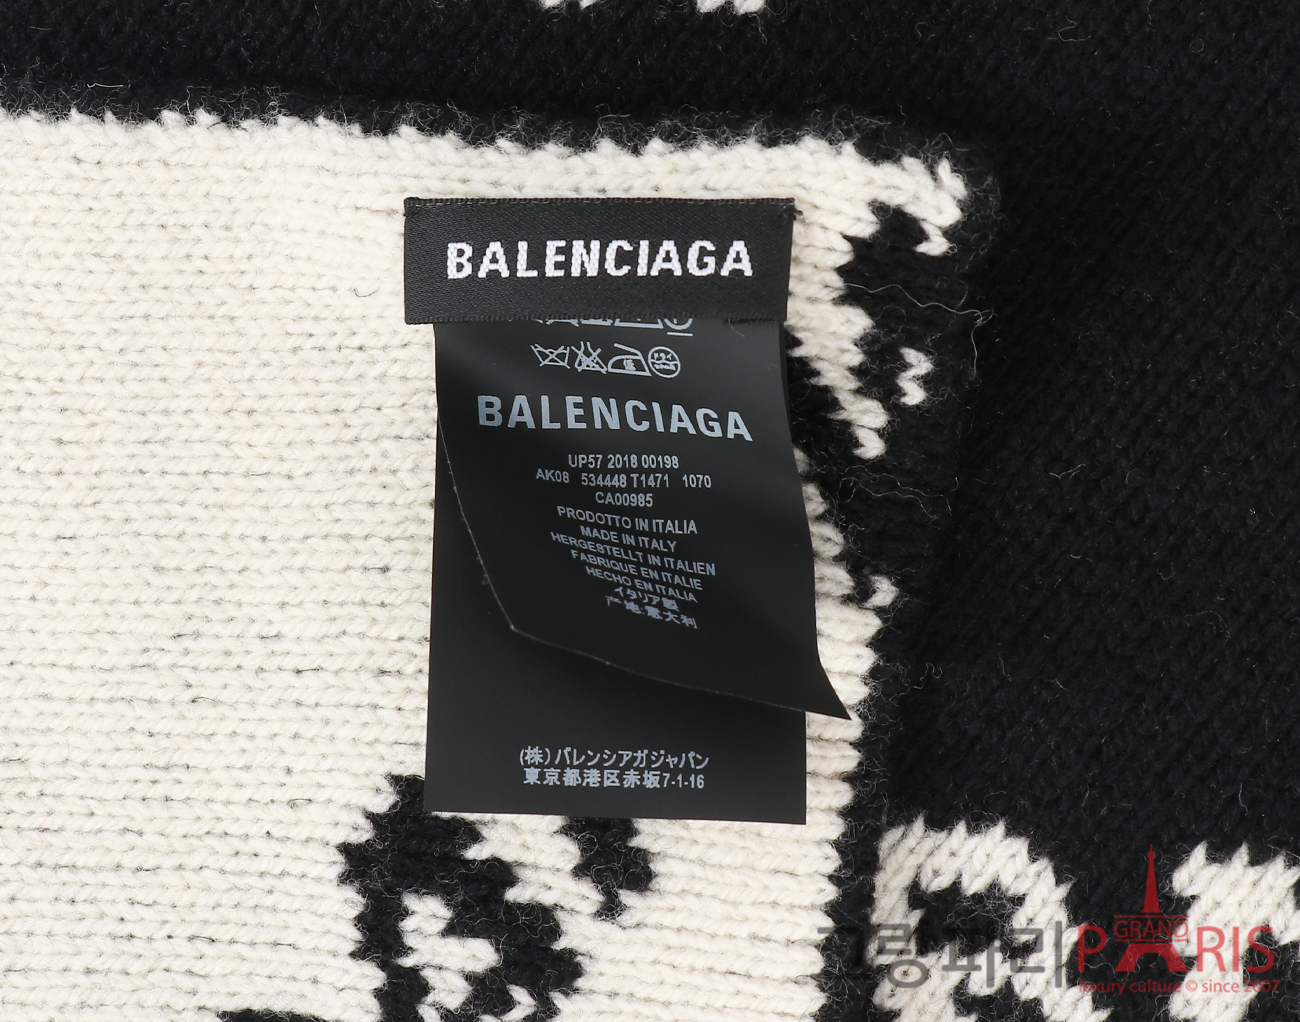 BALENCIAGA
BALENCIAGA
UP57 2018 00198
AK08 534448 T1471 1070
CA00985
PRODOTTO IN ITALIA
MADE IN ITALY
HERGESTELLT IN ITALIEN
FABRIQUE EN ITALIE
HECHO EN ITALIA
イタリア製
产地:意大利
(株)バレンシアガジャパン
東京都港区赤坂7-1-16
그랑파리 PARIS
GRAND
luxury culture © since 2007